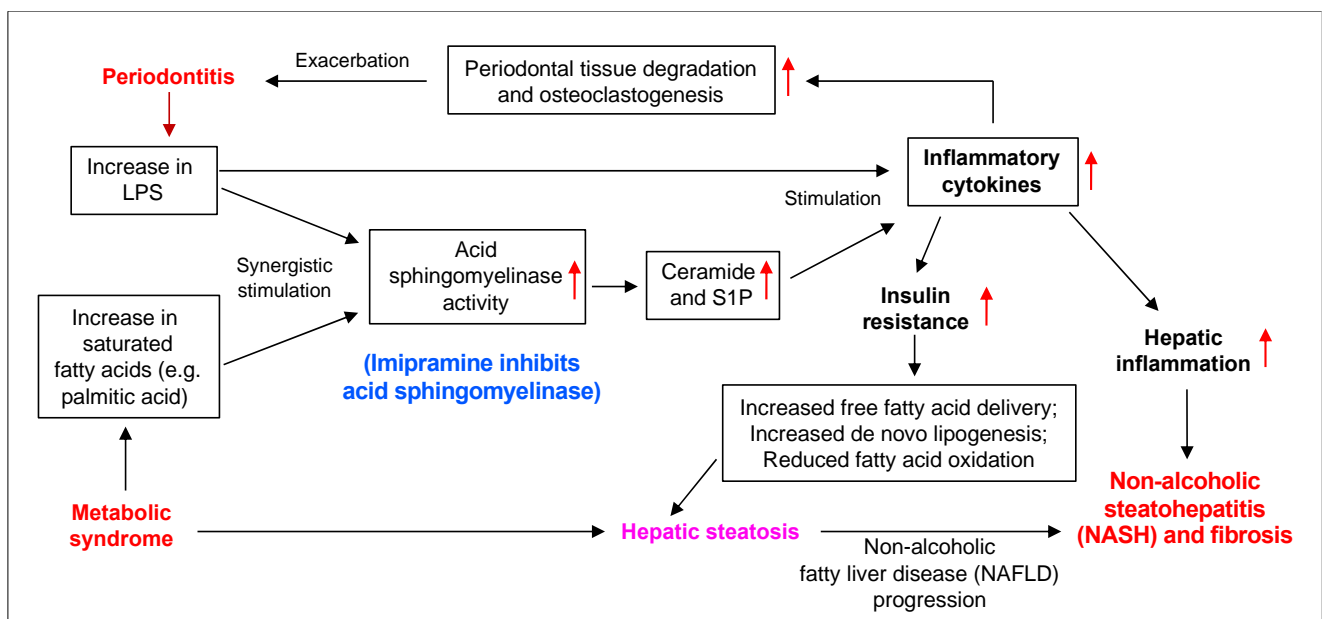 Periodontitis
Exacerbation
Periodontal tissue degradation
and osteoclastogenesis
Increase in
LPS
Inflammatory
cytokines
Stimulation
Synergistic
stimulation
Acid
sphingomyelinase
activity
Ceramide
and S1P
Insulin
resistance
Hepatic
inflammation
Increase in
saturated
fatty acids (e.g.
palmitic acid)
(Imipramine inhibits
acid sphingomyelinase)
Increased free fatty acid delivery;
Increased de novo lipogenesis;
Reduced fatty acid oxidation
Metabolic
syndrome
Hepatic steatosis
Non-alcoholic
fatty liver disease (NAFLD)
progression
Non-alcoholic
steatohepatitis
(NASH) and fibrosis